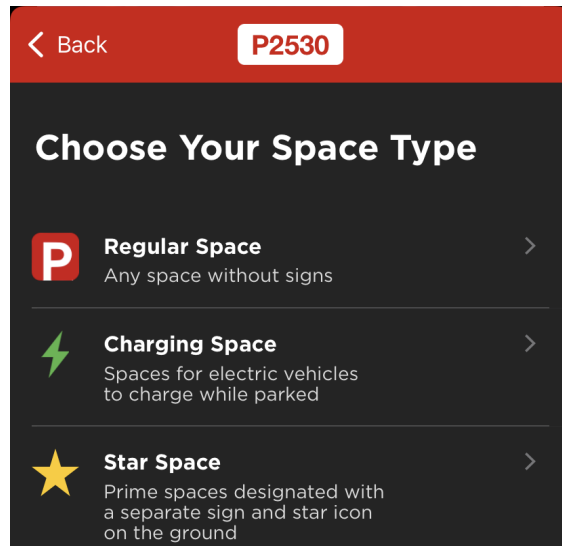 Back
P2530
Choose Your Space Type
P
Regular Space
Any space without signs
Charging Space
Spaces for electric vehicles
to charge while parked
Star Space
Prime spaces designated with
a separate sign and star icon
on the ground